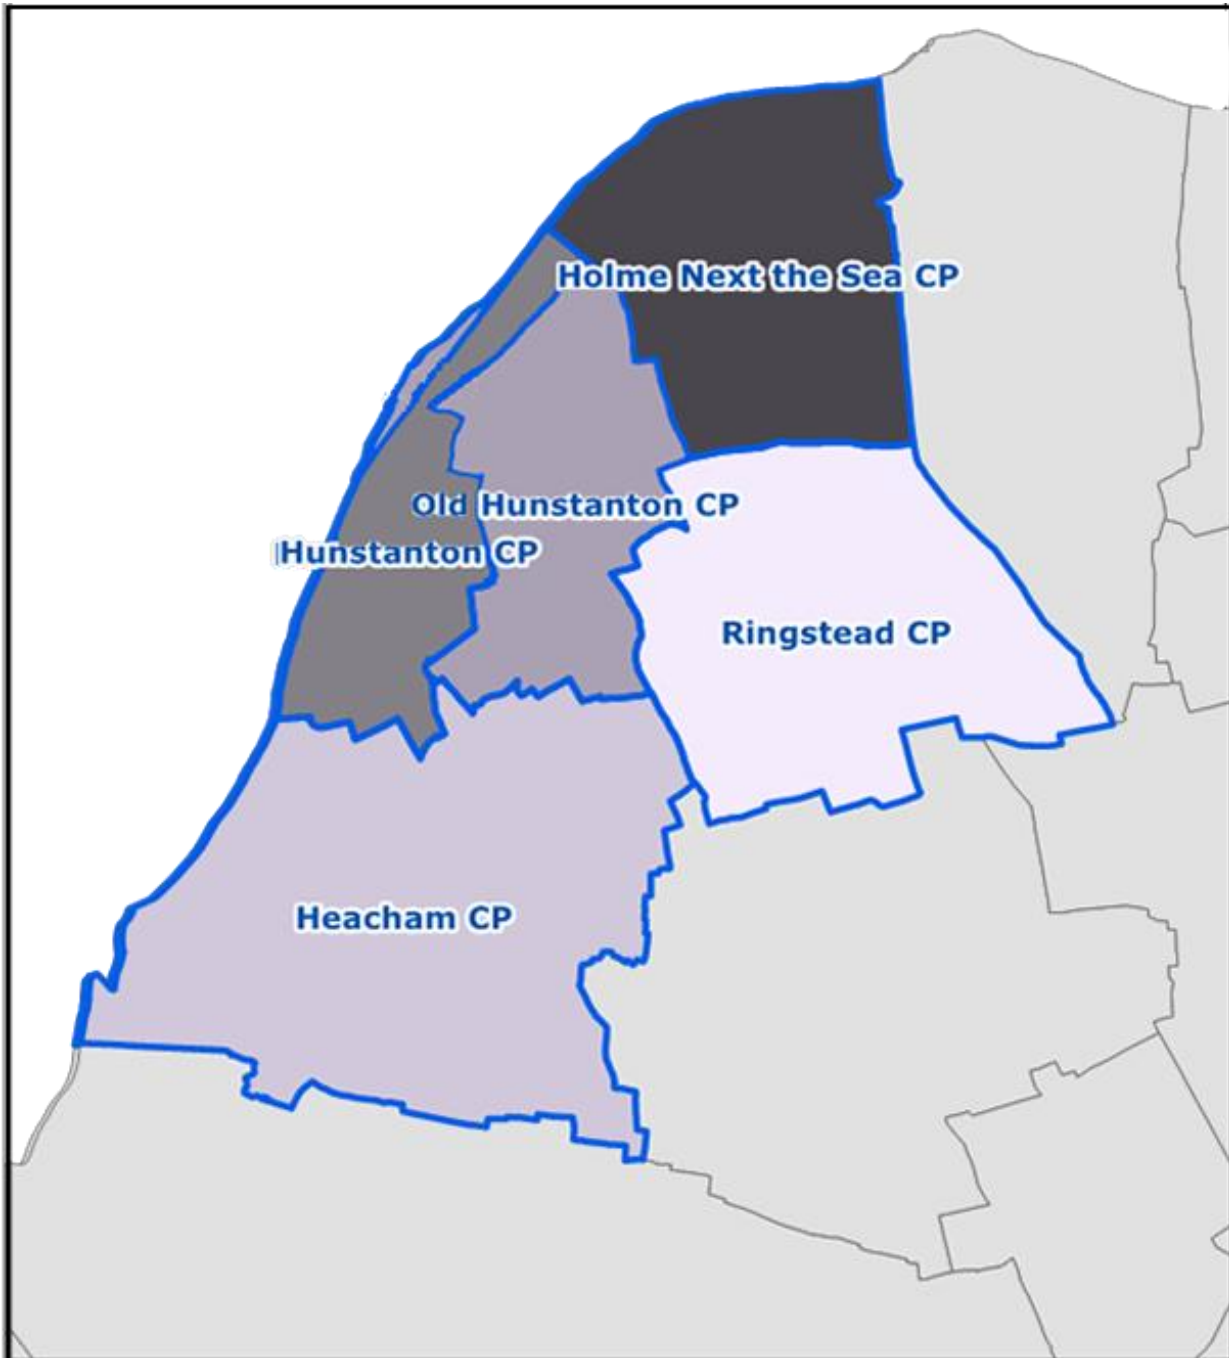 Holme Next the Sea CP
Old Hunstanton CP
Hunstanton CP
Ringstead CP
Heacham CP